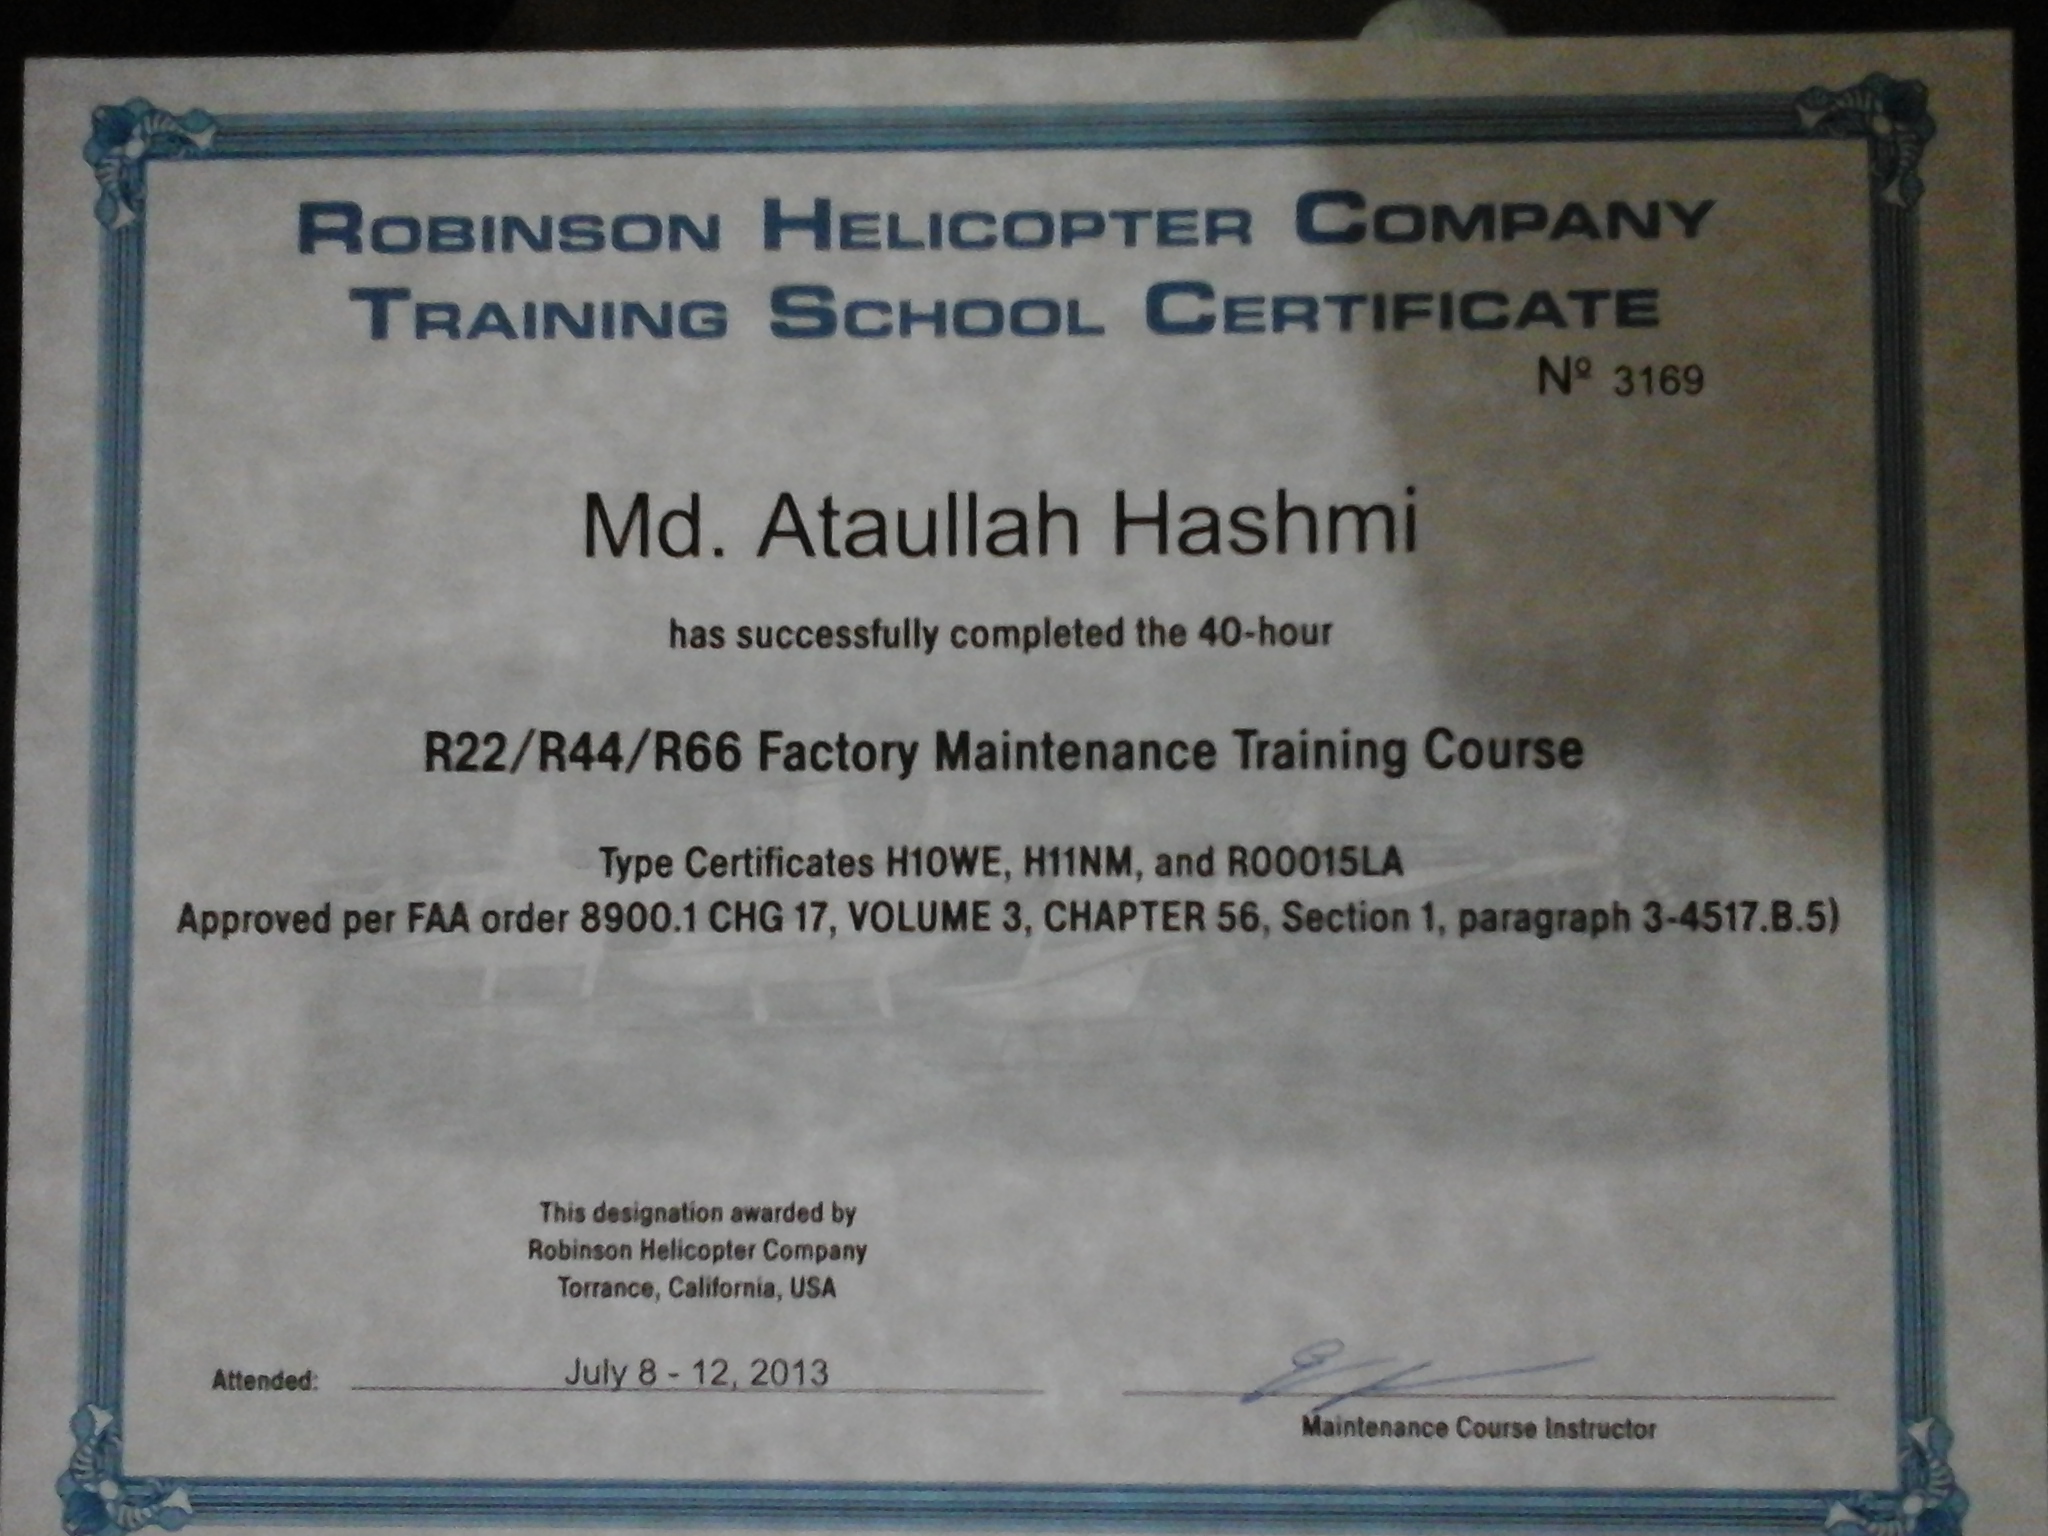 ROBINSON HELICOPTER COMPANY
TRAINING SCHOOL CERTIFICATE
Nº 3169
Md. Ataullah Hashmi
has successfully completed the 40-hour
R22/R44/R66 Factory Maintenance Training Course
Type Certificates H10WE, H11NM, and R00015LA
Approved per FAA order 8900.1 CHG 17, VOLUME 3, CHAPTER 56, Section 1, paragraph 3-4517.B.5)
This designation awarded by
Robinson Helicopter Company
Torrance, California, USA
Attended: July 8 - 12, 2013
Maintenance Course Instructor